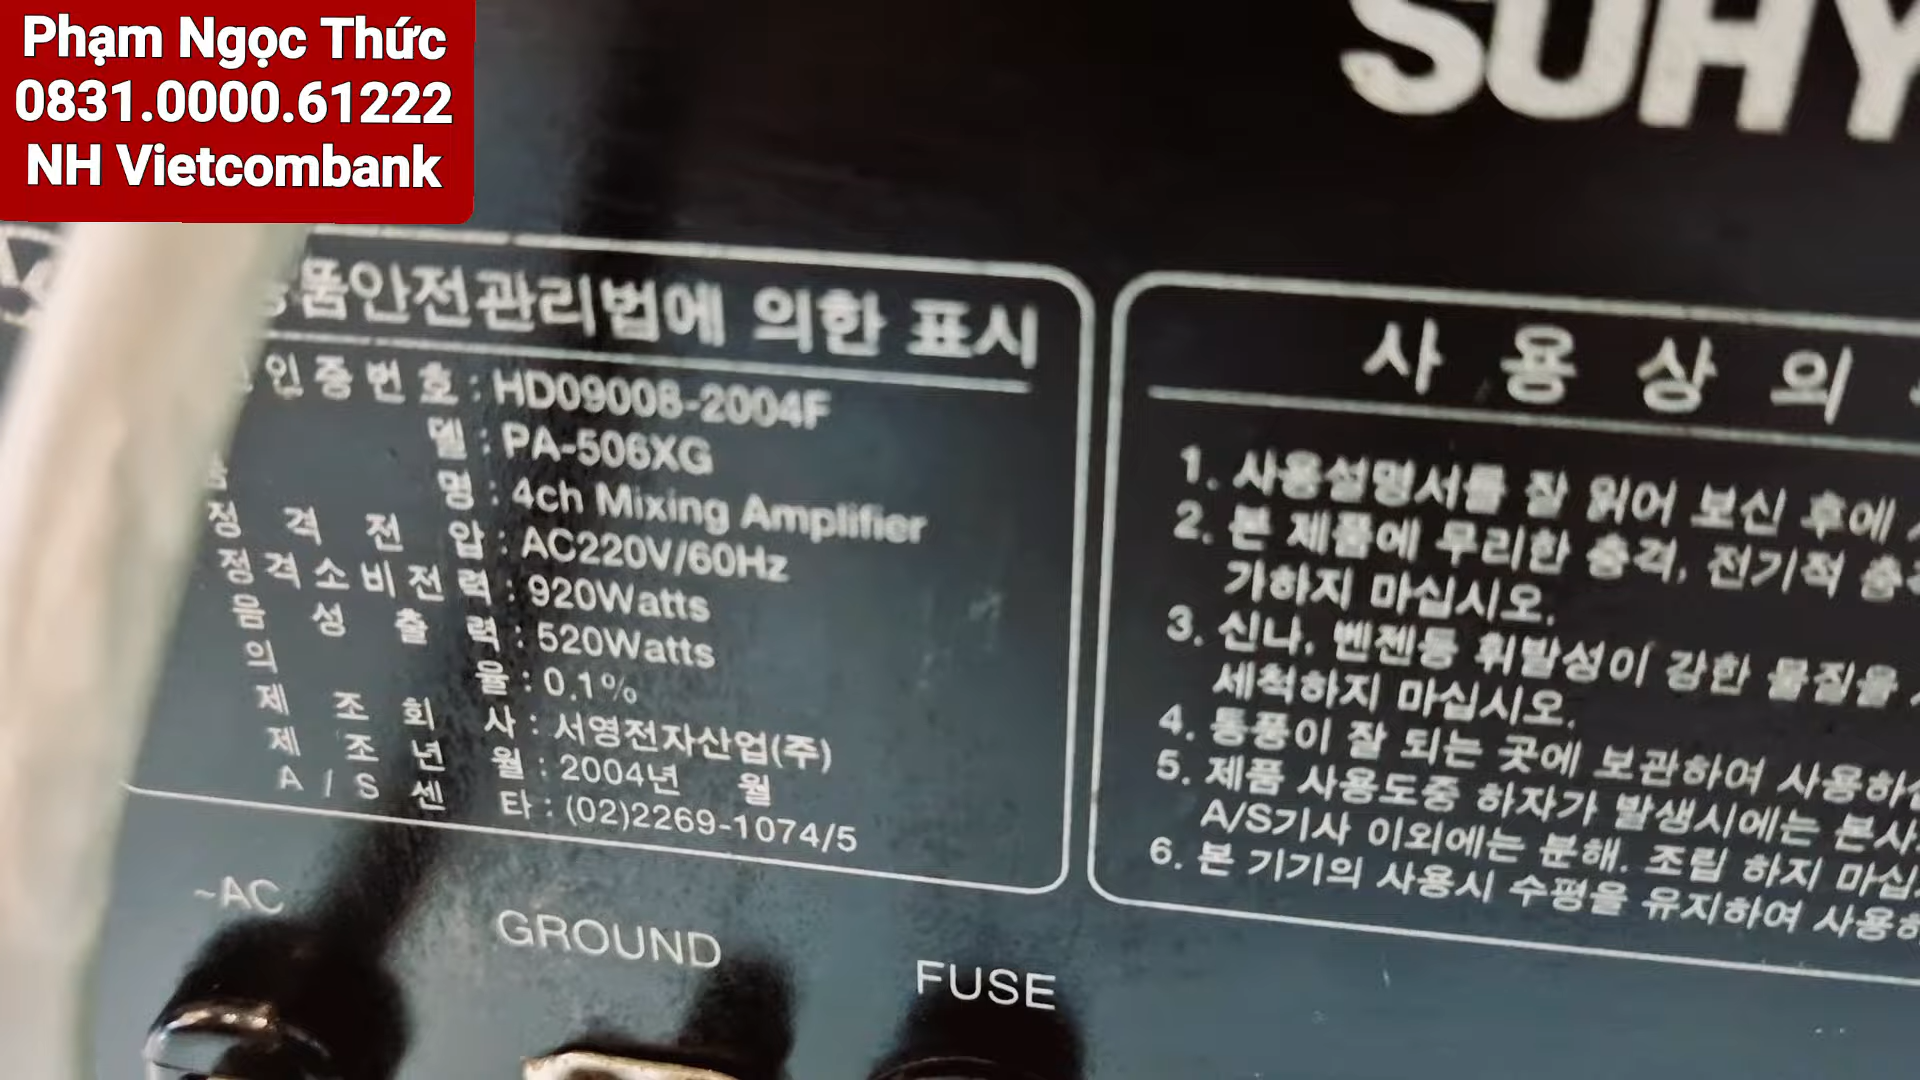 Phạm Ngọc Thức
0831.0000.61222
NH Vietcombank
SUHY
품안전관리법에 의한 표시
인증번호 : HD09008-2004F
델 : PA-506XG
명 : 4ch Mixing Amplifier
정격전압 : AC220V/60Hz
정격소비전력 : 920Watts
음성출력 : 520Watts
의 율 : 0.1%
제조회사 : 서영전자산업(주)
제조년월 : 2004년 월
A/S센타 : (02)2269-1074/5
사용상의
1. 사용설명서를 잘 읽어 보신 후에
2. 본 제품에 무리한 충격, 전기적 충격
가하지 마십시오.
3. 신나, 벤젠등 휘발성이 강한 물질을
세척하지 마십시오.
4. 통풍이 잘 되는 곳에 보관하여 사용하
5. 제품 사용도중 하자가 발생시에는 본사
A/S기사 이외에는 분해. 조립 하지 마십
6. 본 기기의 사용시 수평을 유지하여 사용하
~AC
GROUND
FUSE